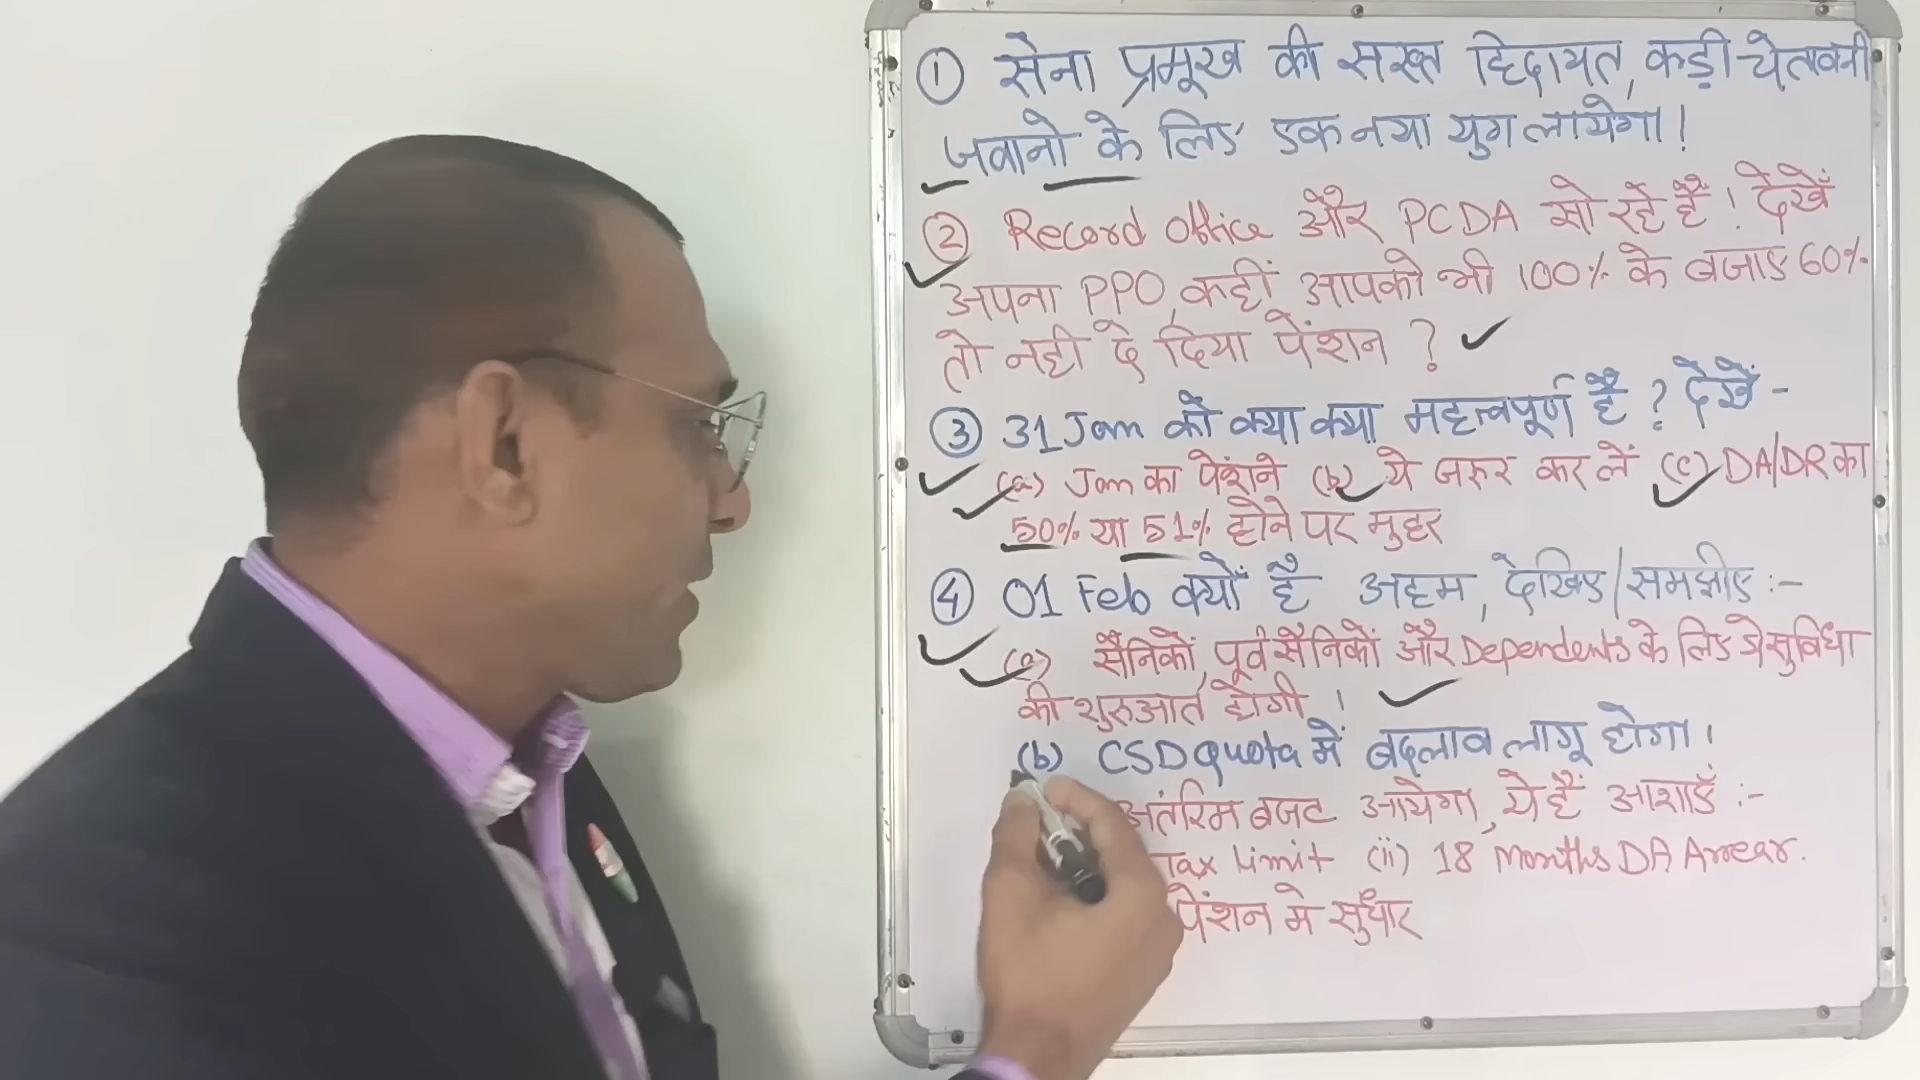 ① सेना प्रमुख की सख्त हिदायत, कड़ी चेतावनी
जवानो के लिए एक नया युग लायेगा!
② Record office और PCDA सो रहे हैं! देखें
अपना PPO, कहीं आपको भी 100% के बजाए 60%
तो नही दे दिया पेंशन ?
③ 31 Jan को क्या क्या महत्वपूर्ण है ? देखें -
(a) Jan का पेंशन (b) ये जरुर कर लें (c) DA/DR का
50% या 51% होने पर मुहर
④ 01 Feb क्यों है अहम, देखिए/समझीए :-
(a) सैनिकों, पूर्व सैनिकों और Dependents के लिए ये सुविधा
की शुरुआत होगी ।
(b) CSD Quota में बदलाव लागू होगा।
अंतरिम बजट आयेगा, ये हैं आशाएँ :-
Tax limit (ii) 18 Months DA Arrear.
पेंशन मे सुधार